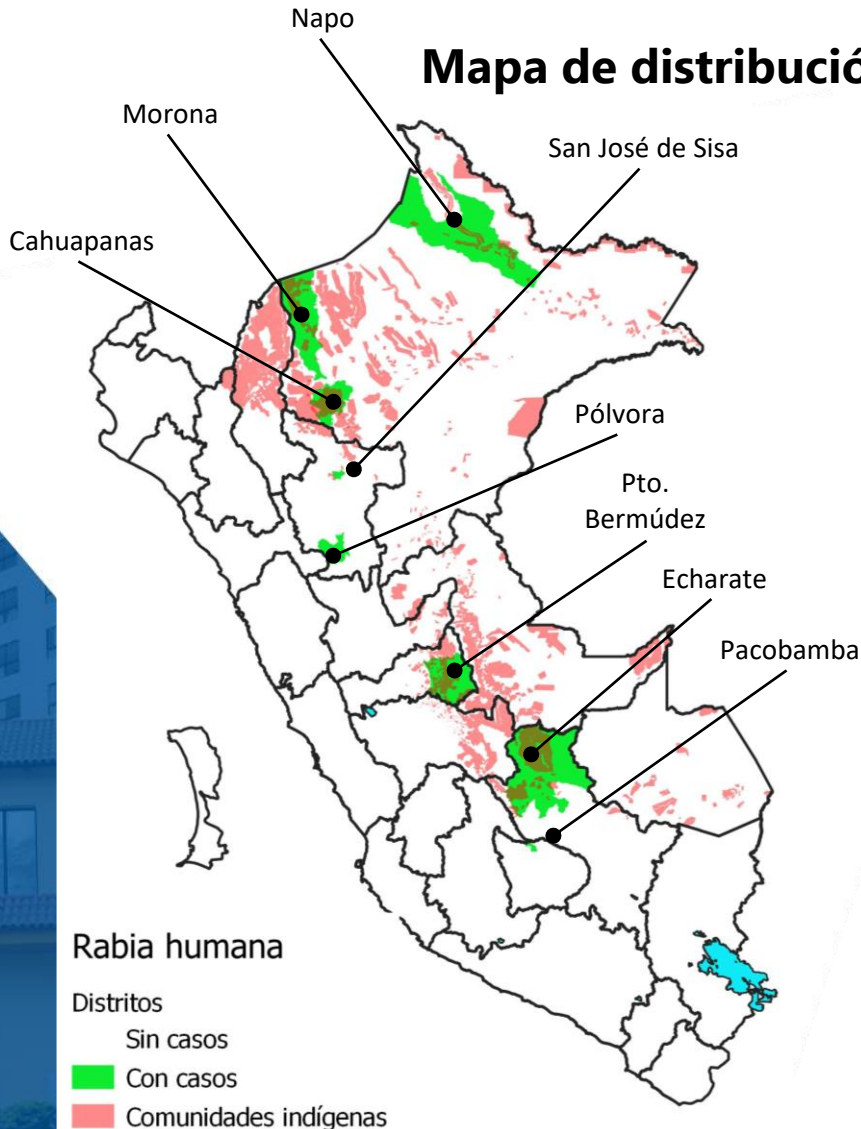 Napo
Mapa de distribució
Morona
San José de Sisa
Cahuapanas
Pólvora
Pto.
Bermúdez
Echarate
Pacobamba
Rabia humana
Distritos
Sin casos
Con casos
Comunidades indígenas